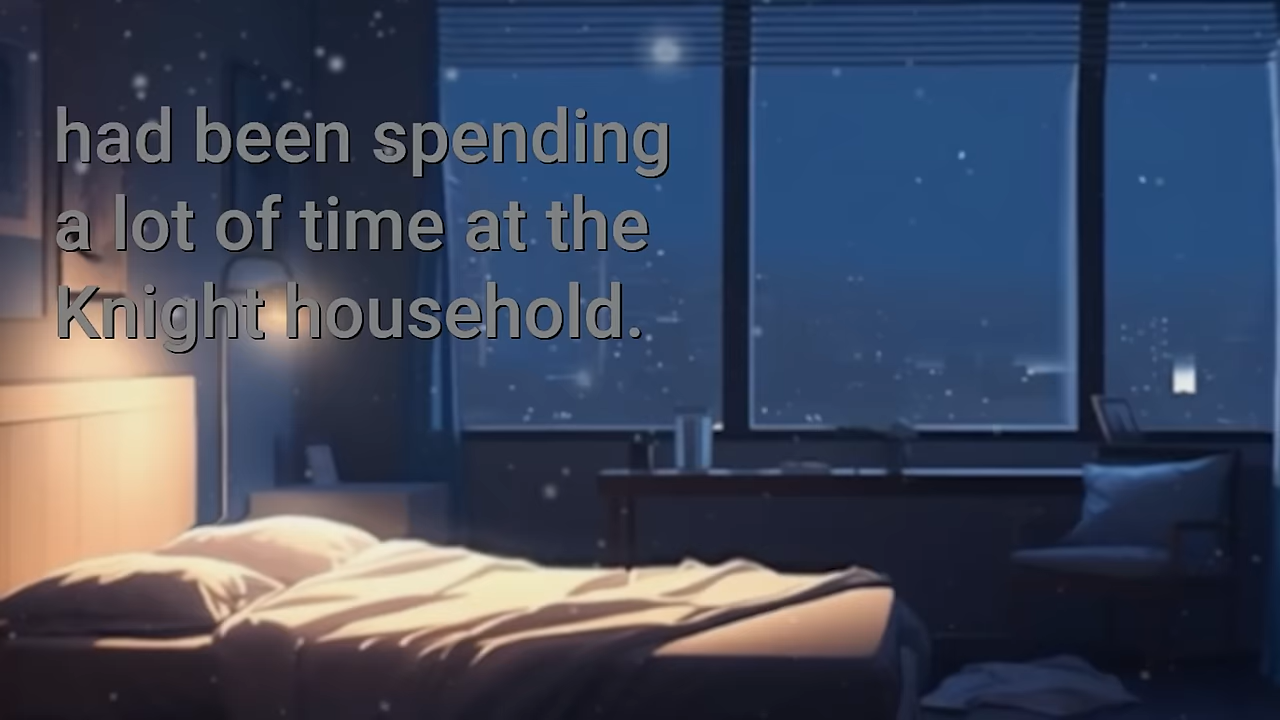 had been spending
a lot of time at the
Knight household.